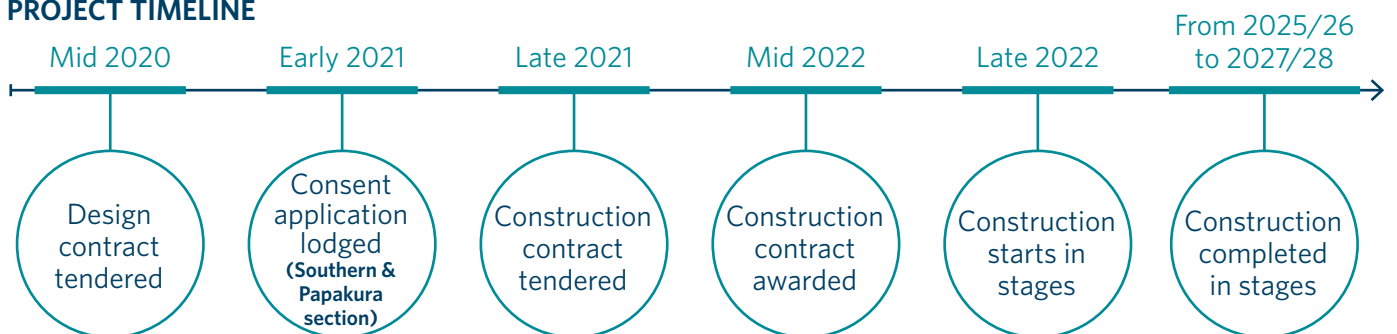 PROJECT TIMELINE
Mid 2020
Early 2021
Late 2021
Mid 2022
Late 2022
From 2025/26
to 2027/28
Design
contract
tendered
Consent
application
lodged
(Southern &
Papakura
section)
Construction
contract
tendered
Construction
contract
awarded
Construction
starts in
stages
Construction
completed
in stages